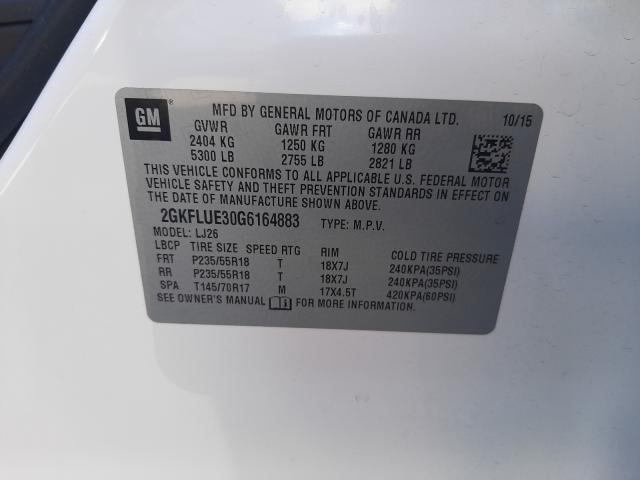 GM ® MFD BY GENERAL MOTORS OF CANADA LTD. 10/15
GVWR GAWR FRT GAWR RR
2404 KG 1250 KG 1280 KG
5300 LB 2755 LB 2821 LB
THIS VEHICLE CONFORMS TO ALL APPLICABLE U.S. FEDERAL MOTOR
VEHICLE SAFETY AND THEFT PREVENTION STANDARDS IN EFFECT ON
THE DATE OF MANUFACTURE SHOWN ABOVE.
2GKFLUE30G6164883 TYPE: M.P.V.
MODEL: LJ26
LBCP TIRE SIZE SPEED RTG RIM COLD TIRE PRESSURE
FRT P235/55R18 T 18X7J 240KPA(35PSI)
RR P235/55R18 T 18X7J 240KPA(35PSI)
SPA T145/70R17 M 17X4.5T 420KPA(60PSI)
SEE OWNER'S MANUAL FOR MORE INFORMATION.